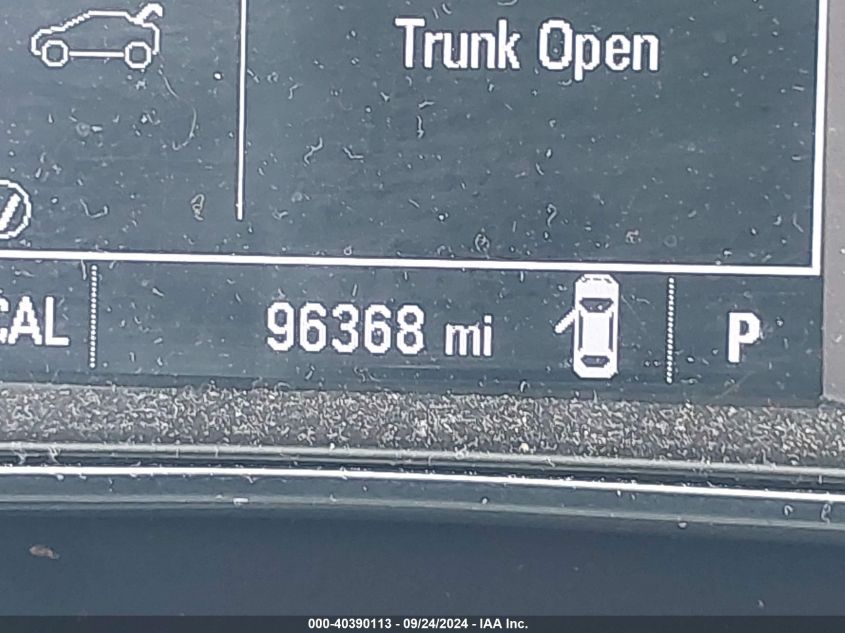 Trunk Open
CAL
96368 mi
P
000-40390113 - 09/24/2024 - IAA Inc.